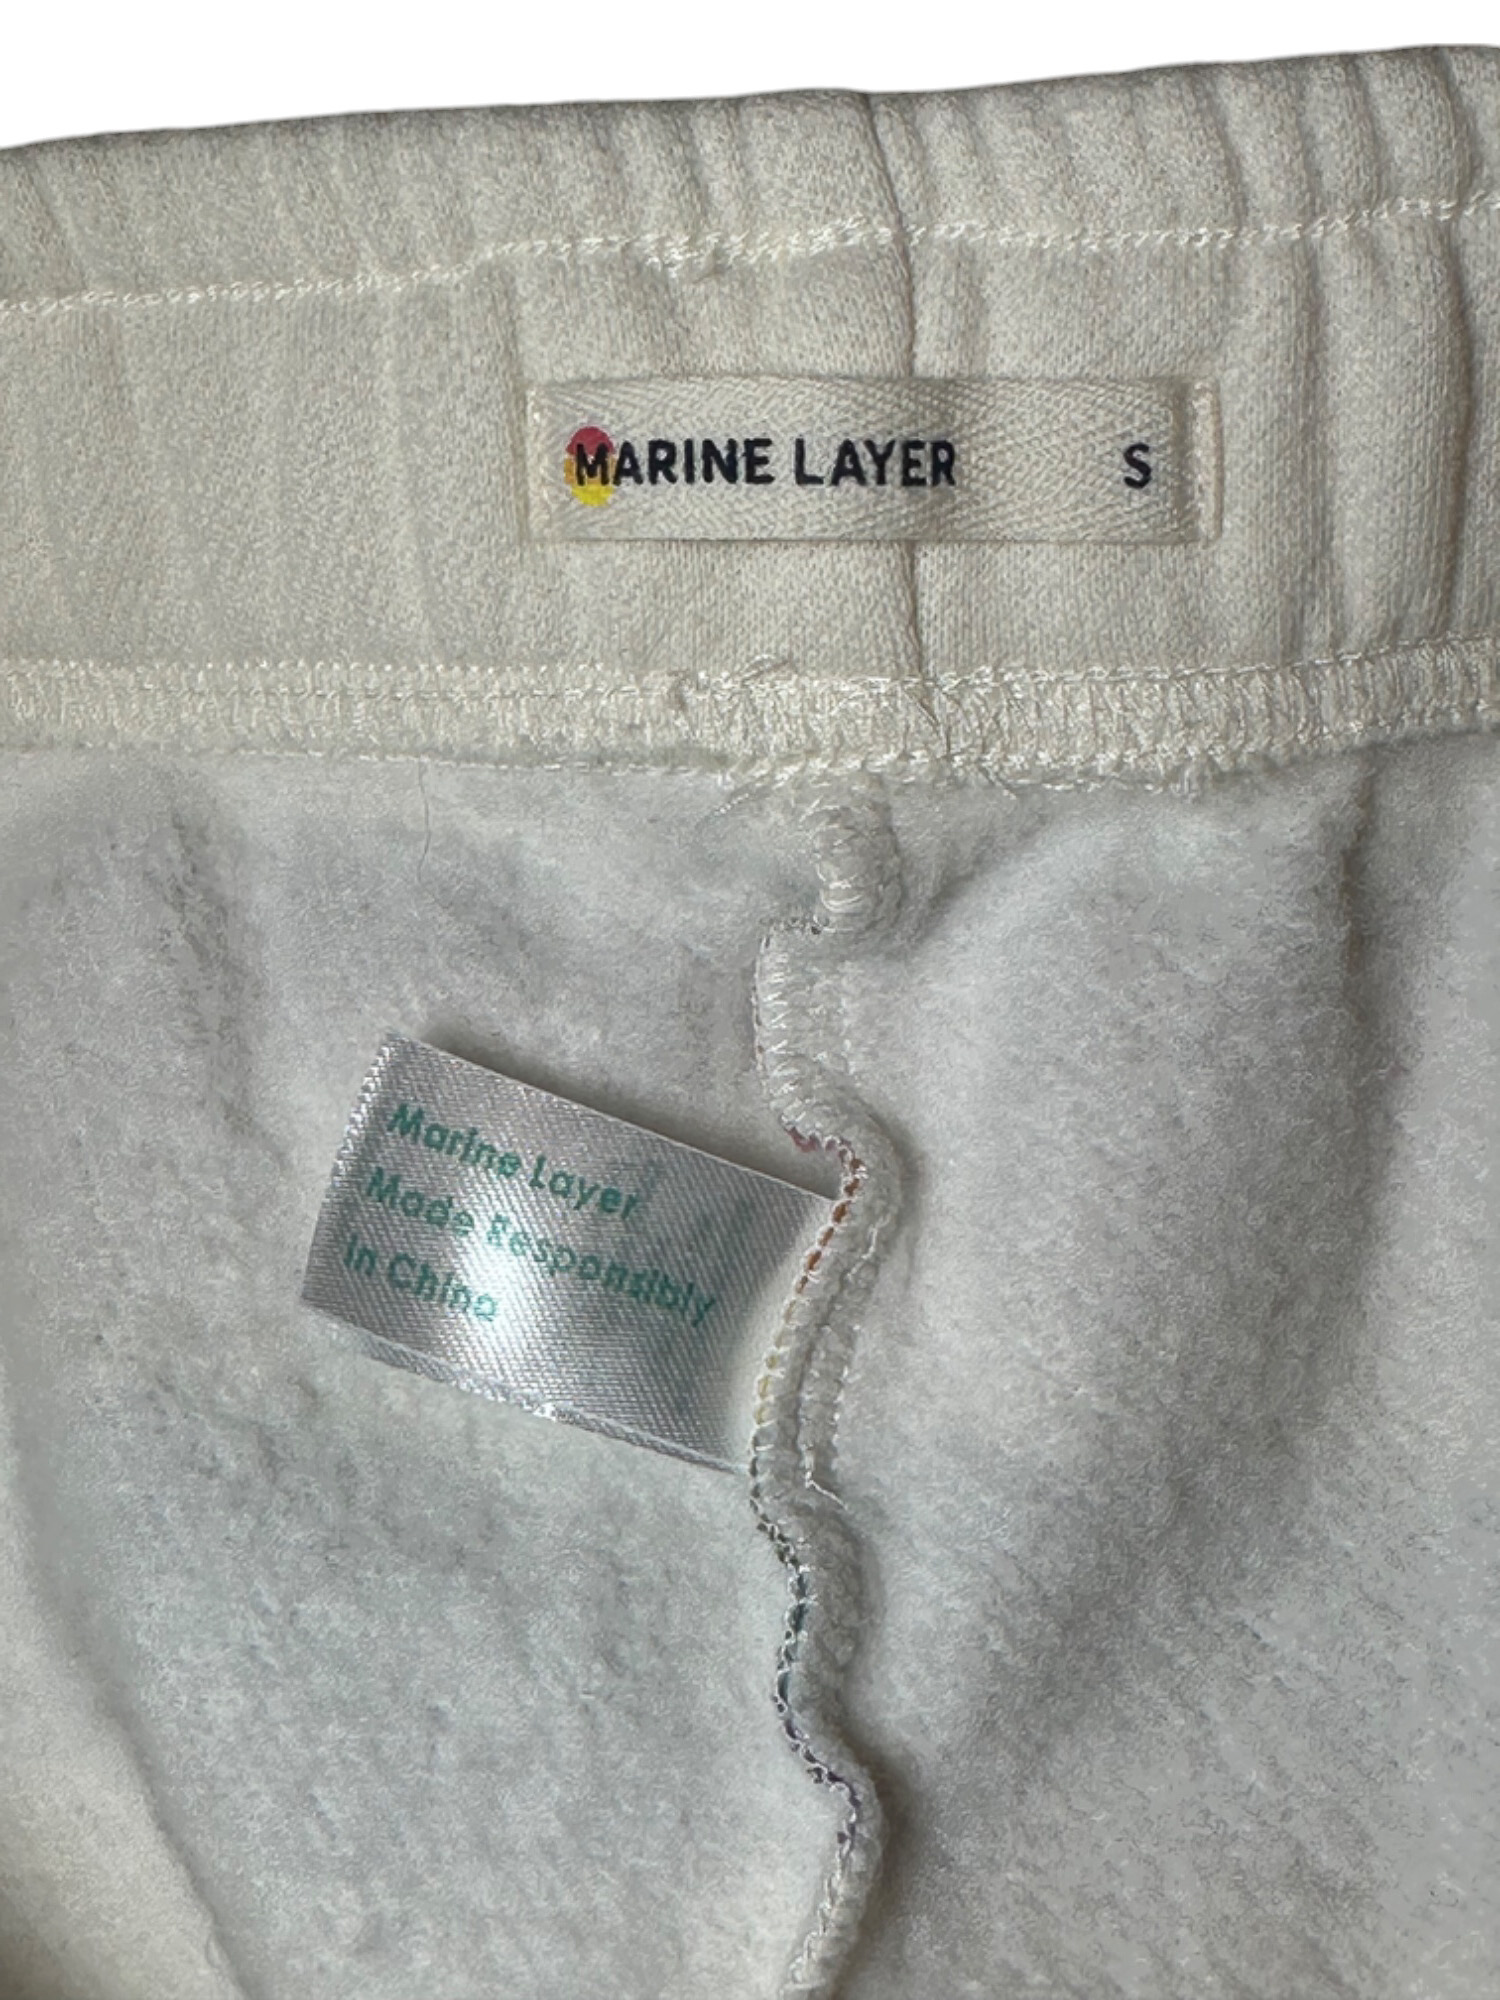 MARINE LAYER S
Marine Layer
Made Responsibly
in China